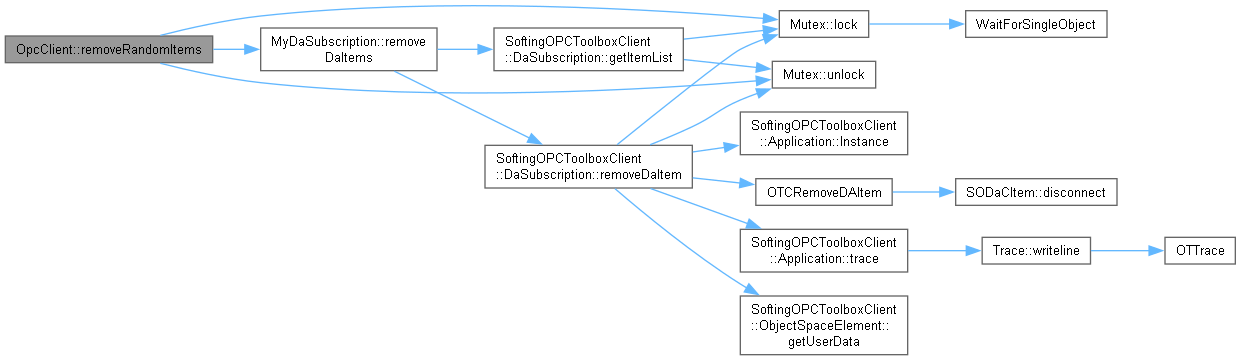 OpcClient::removeRandomItems
MyDaSubscription::remove
DaItems
SoftingOPCToolboxClient
::DaSubscription::getItemList
Mutex::lock
WaitForSingleObject
Mutex::unlock
SoftingOPCToolboxClient
::DaSubscription::removeDaItem
SoftingOPCToolboxClient
::Application::Instance
OTCRemoveDAItem
SODaCItem::disconnect
SoftingOPCToolboxClient
::Application::trace
Trace::writeline
OTTrace
SoftingOPCToolboxClient
::ObjectSpaceElement::
getUserData